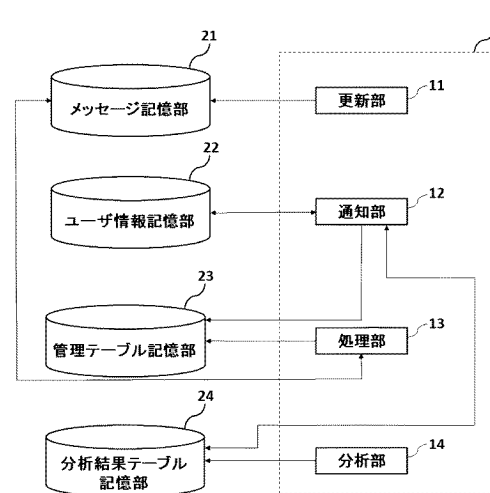 21
メッセージ記憶部
更新部
11
22
ユーザ情報記憶部
通知部
12
23
管理テーブル記憶部
処理部
13
24
分析結果テーブル
記憶部
分析部
14